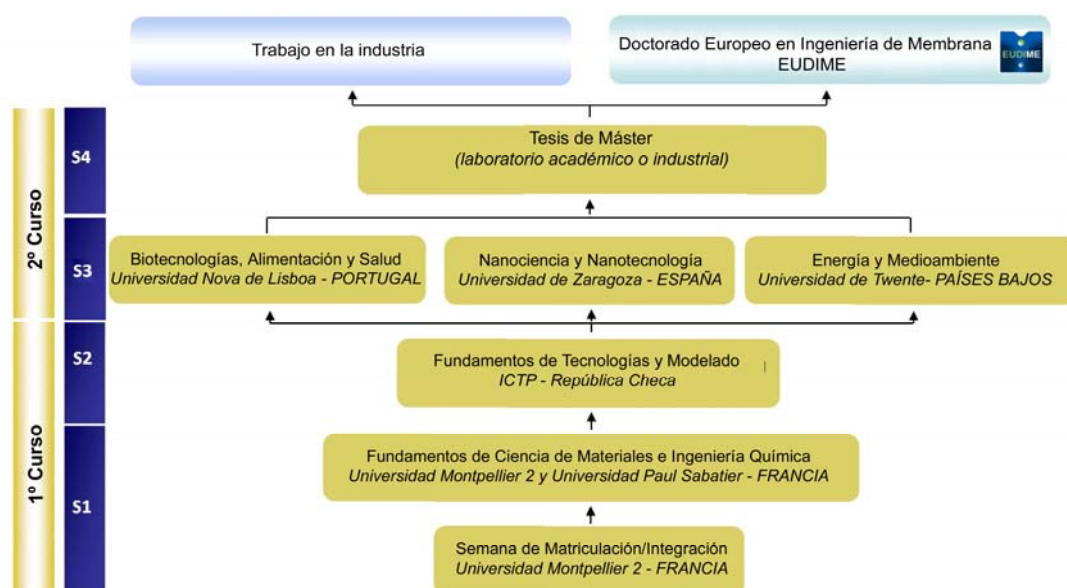 Trabajo en la industria
Doctorado Europeo en Ingeniería de Membrana
EUDIME
EUDIME
2º Curso
S4
Tesis de Máster
(laboratorio académico o industrial)
S3
Biotecnologías, Alimentación y Salud
Universidad Nova de Lisboa - PORTUGAL
Nanociencia y Nanotecnología
Universidad de Zaragoza - ESPAÑA
Energía y Medioambiente
Universidad de Twente- PAÍSES BAJOS
1º Curso
S2
Fundamentos de Tecnologías y Modelado
ICTP - República Checa
S1
Fundamentos de Ciencia de Materiales e Ingeniería Química
Universidad Montpellier 2 y Universidad Paul Sabatier - FRANCIA
Semana de Matriculación/Integración
Universidad Montpellier 2 - FRANCIA